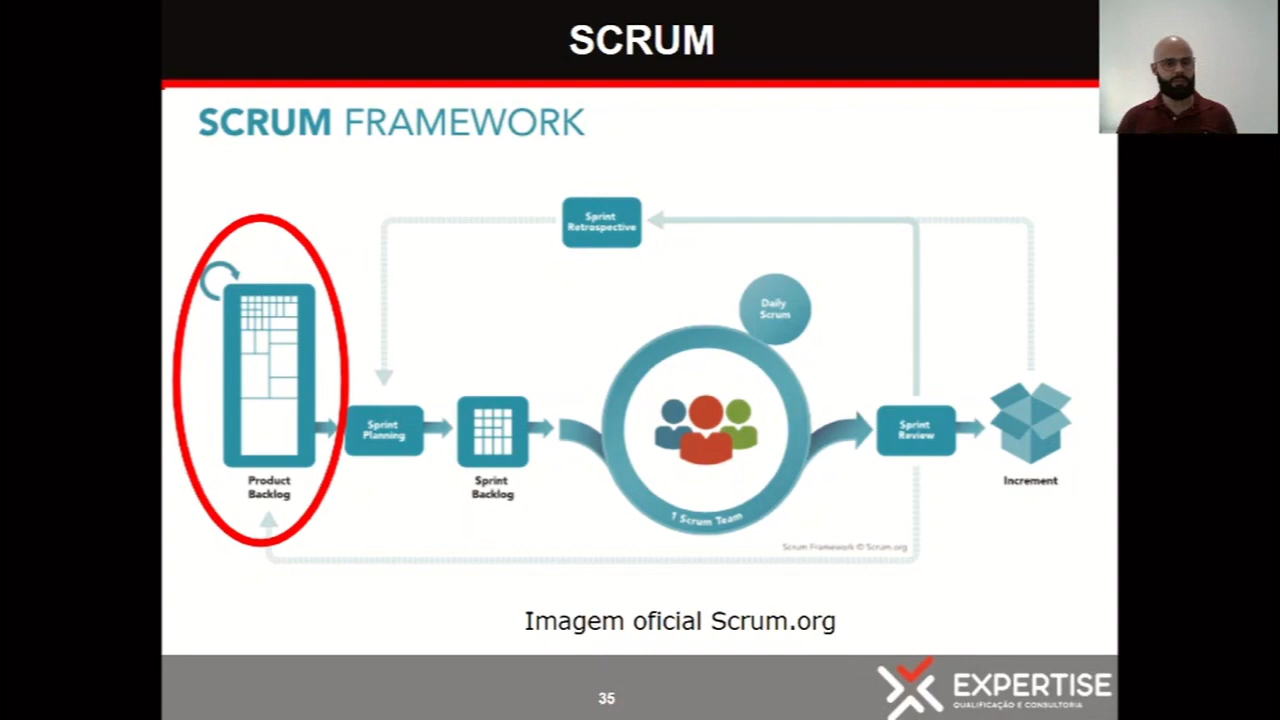 SCRUM
SCRUM FRAMEWORK
Sprint
Retrospective
Daily
Scrum
Sprint
Planning
Sprint
Review
Product
Backlog
Sprint
Backlog
Increment
1 Scrum Team
Scrum Framework © Scrum.org
Imagem oficial Scrum.org
35
EXPERTISE
QUALIFICAÇÃO E CONSULTORIA